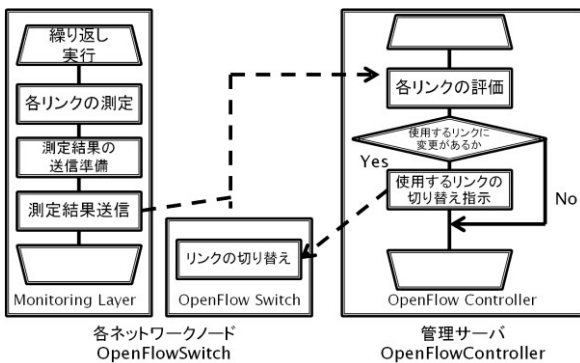 繰り返し
実行
各リンクの測定
測定結果の
送信準備
測定結果送信
Monitoring Layer
リンクの切り替え
OpenFlow Switch
各ネットワークノード
OpenFlowSwitch
各リンクの評価
使用するリンクに
変更があるか
Yes
No
使用するリンクの
切り替え指示
OpenFlow Controller
管理サーバ
OpenFlowController